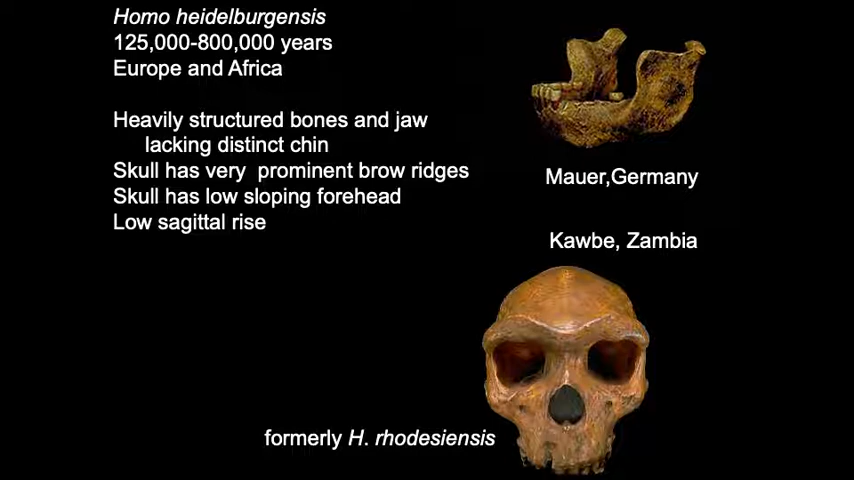 Homo heidelburgensis
125,000-800,000 years
Europe and Africa
Heavily structured bones and jaw
lacking distinct chin
Skull has very  prominent brow ridges
Skull has low sloping forehead
Low sagittal rise
Mauer,Germany
Kawbe, Zambia
formerly H. rhodesiensis